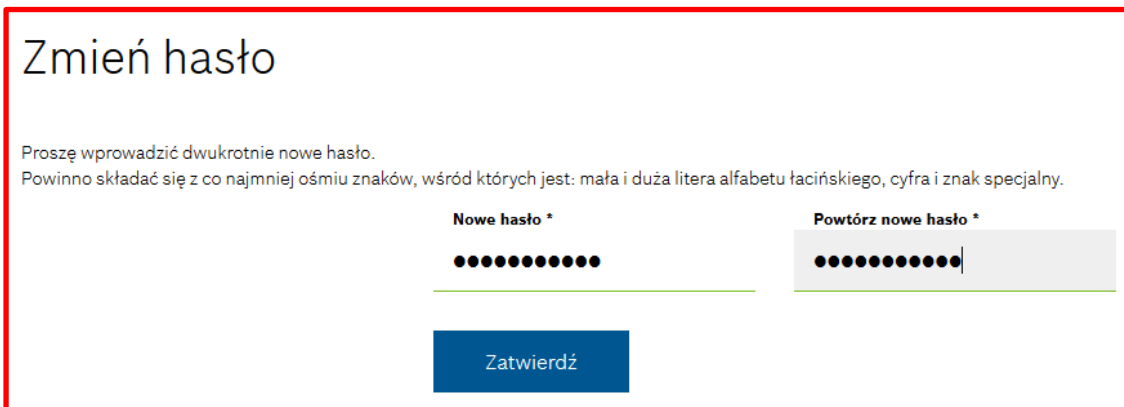 Zmień hasło
Proszę wprowadzić dwukrotnie nowe hasło.
Powinno składać się z co najmniej ośmiu znaków, wśród których jest: mała i duża litera alfabetu łacińskiego, cyfra i znak specjalny.
Nowe hasło * Powtórz nowe hasło *
●●●●●●●●●●● ●●●●●●●●●●●
Zatwierdź